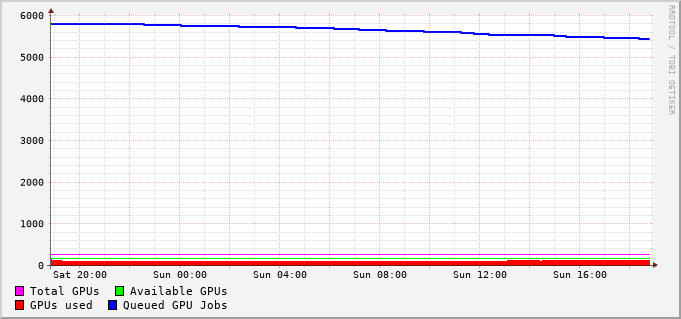 6000
5000
4000
3000
2000
1000
0
Sat 20:00 Sun 00:00 Sun 04:00 Sun 08:00 Sun 12:00 Sun 16:00
Total GPUs Available GPUs
GPUs used Queued GPU Jobs
RRDTOOL / TOBI OETIKER